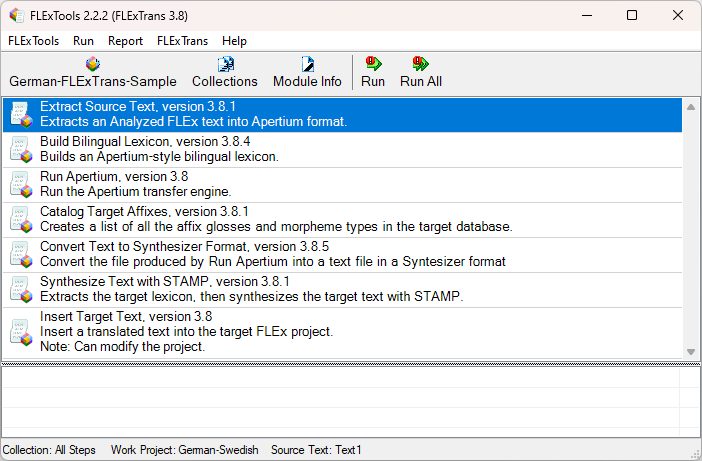 FLExTools 2.2.2 (FLExTrans 3.8)
FLExTools Run Report FLExTrans Help
German-FLExTrans-Sample Collections Module Info Run Run All
Extract Source Text, version 3.8.1
Extracts an Analyzed FLEx text into Apertium format.
Build Bilingual Lexicon, version 3.8.4
Builds an Apertium-style bilingual lexicon.
Run Apertium, version 3.8
Run the Apertium transfer engine.
Catalog Target Affixes, version 3.8.1
Creates a list of all the affix glosses and morpheme types in the target database.
Convert Text to Synthesizer Format, version 3.8.5
Convert the file produced by Run Apertium into a text file in a Syntesizer format
Synthesize Text with STAMP, version 3.8.1
Extracts the target lexicon, then synthesizes the target text with STAMP.
Insert Target Text, version 3.8
Insert a translated text into the target FLEx project.
Note: Can modify the project.
Collection: All Steps Work Project: German-Swedish Source Text: Text1